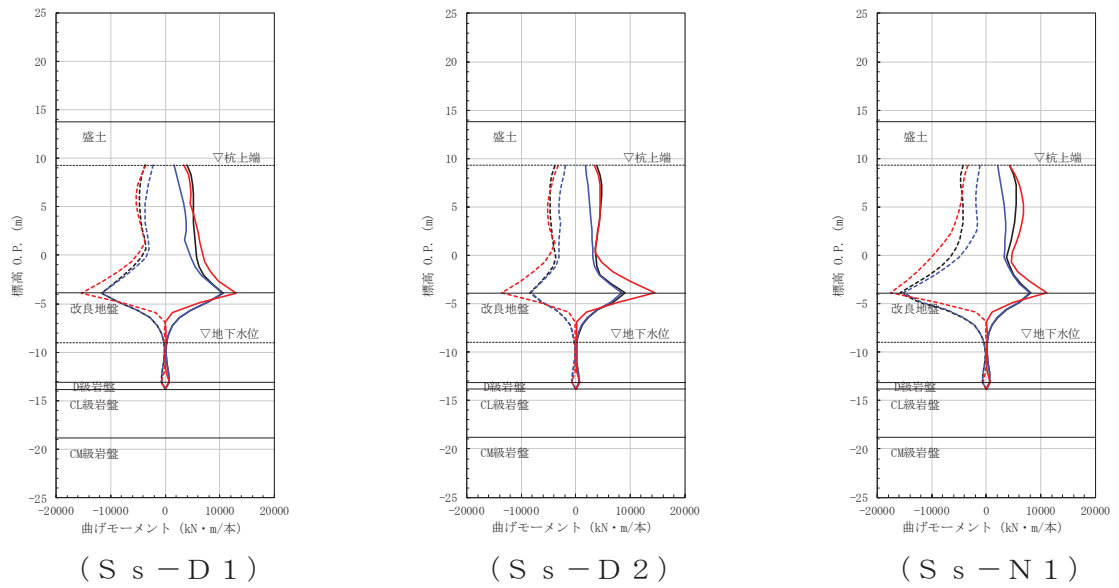 25
20
15
10
5
0
-5
-10
-15
-20
-25
標高 O.P. (m)
盛土
▽杭上端
改良地盤
▽地下水位
D級岩盤
CL級岩盤
CM級岩盤
-20000 -10000 0 10000 20000
曲げモーメント (kN・m/本)
(Ss-D1)
25
20
15
10
5
0
-5
-10
-15
-20
-25
標高 O.P. (m)
盛土
▽杭上端
改良地盤
▽地下水位
D級岩盤
CL級岩盤
CM級岩盤
-20000 -10000 0 10000 20000
曲げモーメント (kN・m/本)
(Ss-D2)
25
20
15
10
5
0
-5
-10
-15
-20
-25
標高 O.P. (m)
盛土
▽杭上端
改良地盤
▽地下水位
D級岩盤
CL級岩盤
CM級岩盤
-20000 -10000 0 10000 20000
曲げモーメント (kN・m/本)
(Ss-N1)